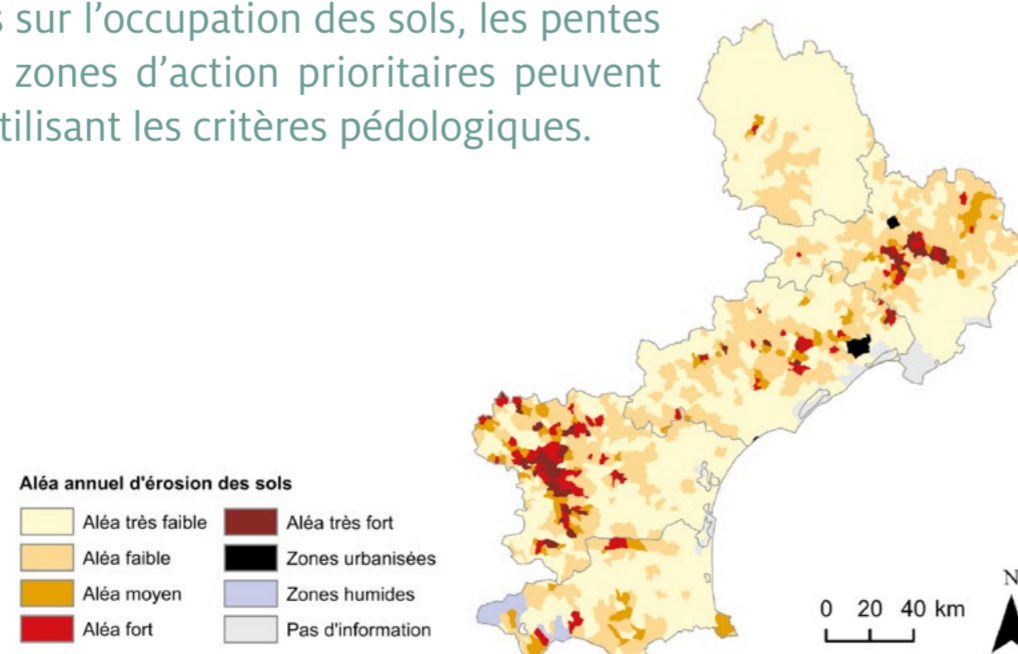 s sur l’occupation des sols, les pentes
zones d’action prioritaires peuvent
tilisant les critères pédologiques.
Aléa annuel d'érosion des sols
Aléa très faible
Aléa faible
Aléa moyen
Aléa fort
Aléa très fort
Zones urbanisées
Zones humides
Pas d'information
0 20 40 km
N